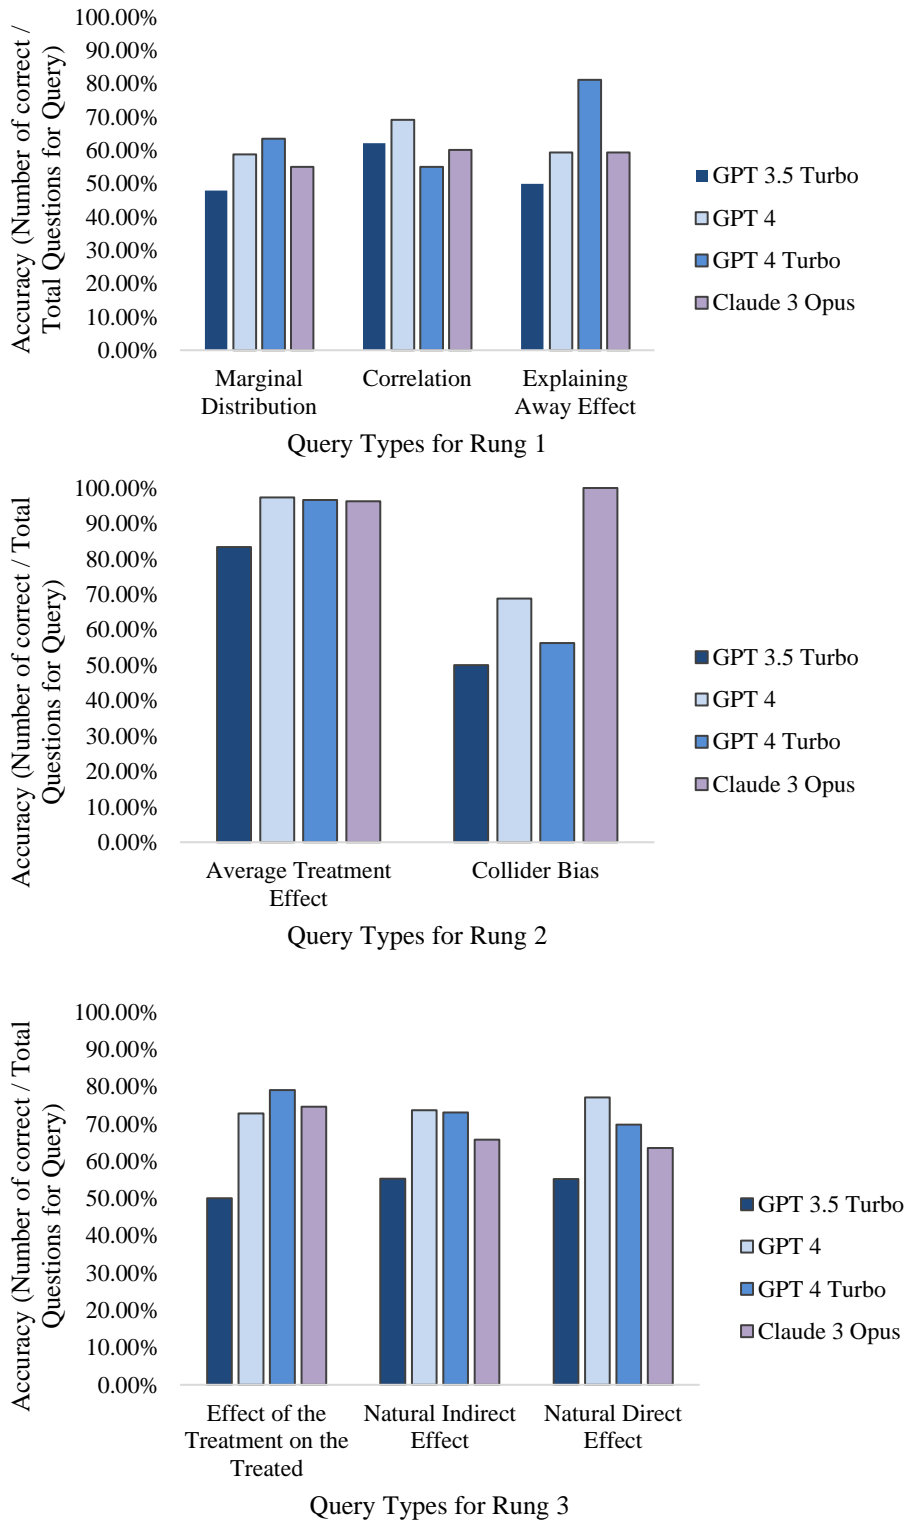 Accuracy (Number of correct /
Total Questions for Query)
100.00%
90.00%
80.00%
70.00%
60.00%
50.00%
40.00%
30.00%
20.00%
10.00%
0.00%
Marginal
Distribution
Correlation
Explaining
Away Effect
Query Types for Rung 1
GPT 3.5 Turbo
GPT 4
GPT 4 Turbo
Claude 3 Opus
Accuracy (Number of correct / Total
Questions for Query)
100.00%
90.00%
80.00%
70.00%
60.00%
50.00%
40.00%
30.00%
20.00%
10.00%
0.00%
Average Treatment
Effect
Collider Bias
Query Types for Rung 2
GPT 3.5 Turbo
GPT 4
GPT 4 Turbo
Claude 3 Opus
Accuracy (Number of correct / Total
Questions for Query)
100.00%
90.00%
80.00%
70.00%
60.00%
50.00%
40.00%
30.00%
20.00%
10.00%
0.00%
Effect of the
Treatment on the
Treated
Natural Indirect
Effect
Natural Direct
Effect
Query Types for Rung 3
GPT 3.5 Turbo
GPT 4
GPT 4 Turbo
Claude 3 Opus